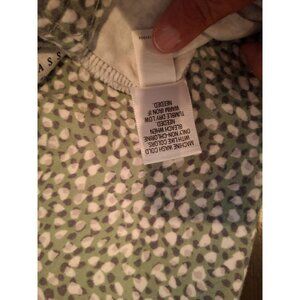 MACHINE WASH COLD
WITH LIKE COLORS
ONLY NON-CHLORINE
BLEACH WHEN
NEEDED
TUMBLE DRY LOW
WARM IRON IF
NEEDED